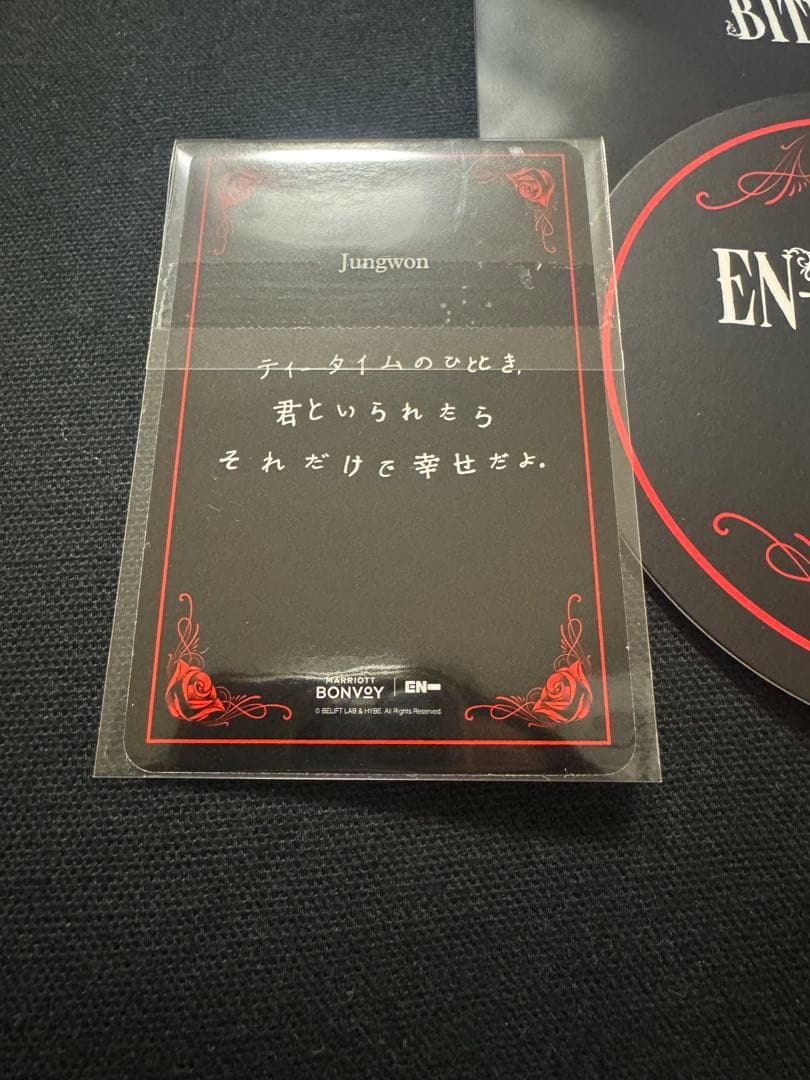 BIT
EN-
Jungwon
ティータイムのひととき、
君といられたら
それだけで幸せだよ。
MARRIOTT
BONVOY | EN-
© BELIFT LAB & HYBE. All Rights Reserved.